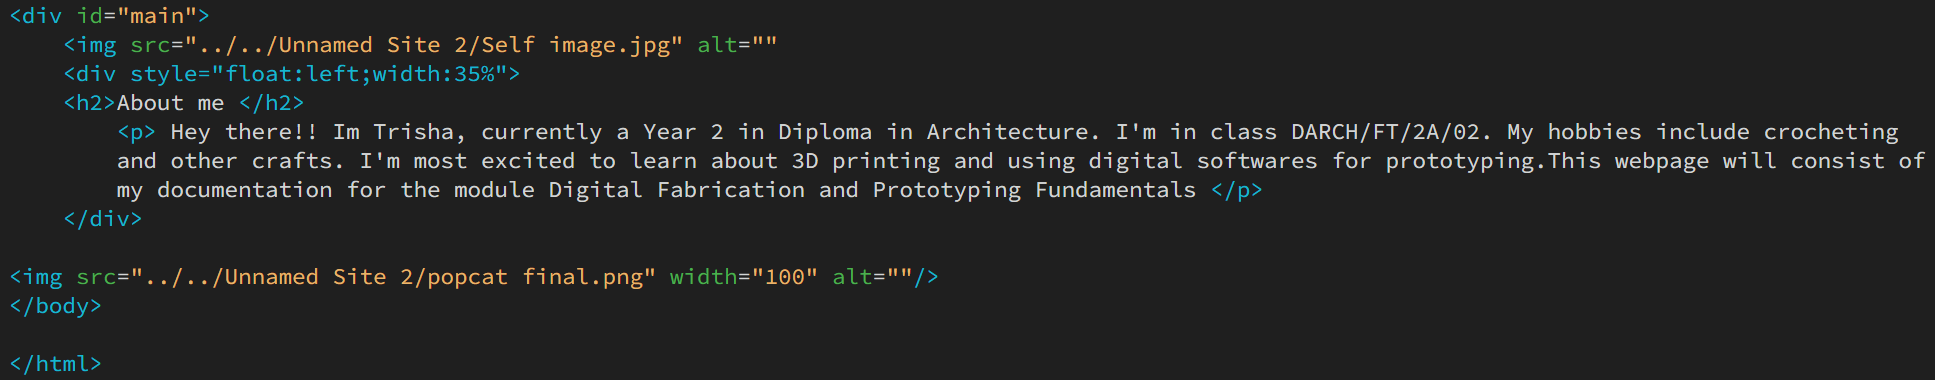 <div id="main">
<img src="../../Unnamed Site 2/Self image.jpg" alt=""
<div style="float:left;width:35%">
<h2>About me </h2>
<p> Hey there!! Im Trisha, currently a Year 2 in Diploma in Architecture. I'm in class DARCH/FT/2A/02. My hobbies include crocheting
and other crafts. I'm most excited to learn about 3D printing and using digital softwares for prototyping.This webpage will consist of
my documentation for the module Digital Fabrication and Prototyping Fundamentals </p>
</div>
<img src="../../Unnamed Site 2/popcat final.png" width="100" alt=""/>
</body>
</html>